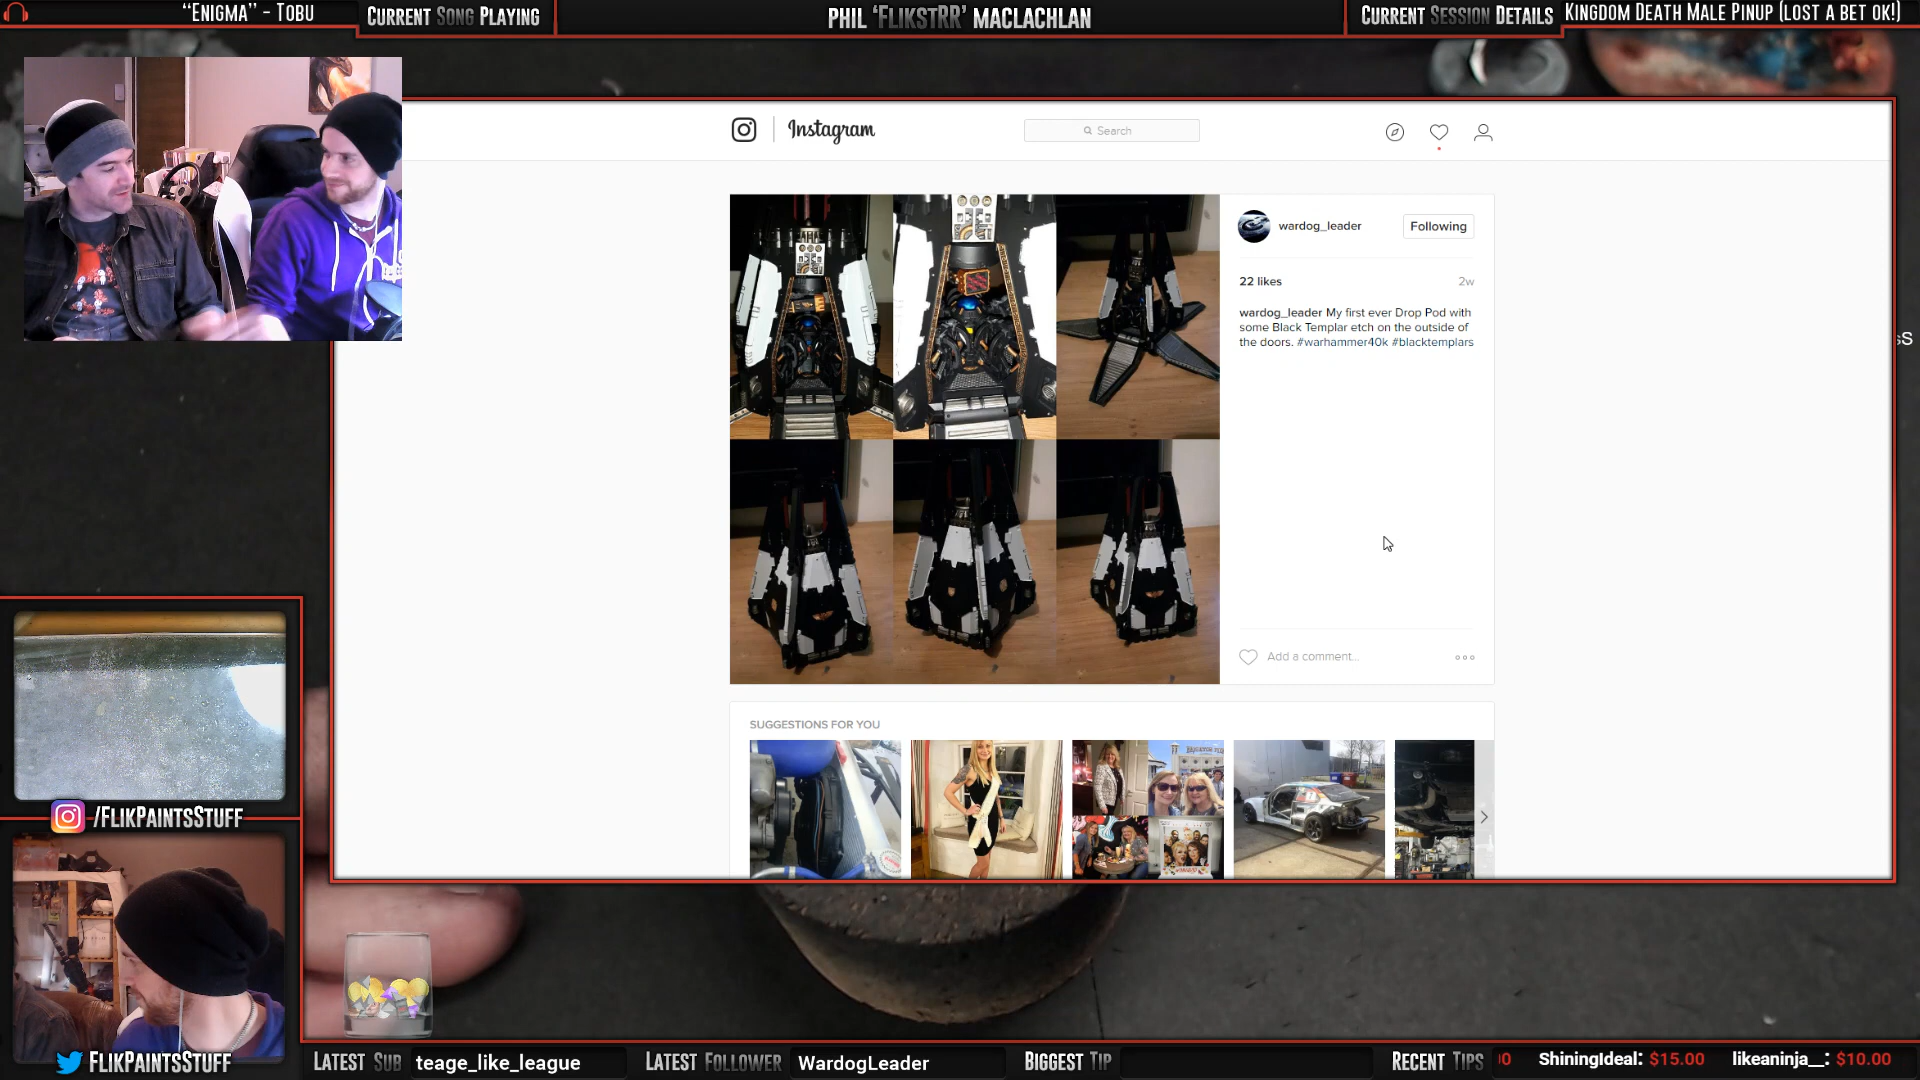 “Enigma” - Tobu
Current Song Playing
Phil ‘FlikstRR’ MacLachlan
Current Session Details
Kingdom Death Male Pinup (lost a bet ok!)
Instagram
Search
wardog_leader
Following
22 likes
2w
wardog_leader My first ever Drop Pod with
some Black Templar etch on the outside of
the doors. #warhammer40k #blacktemplars
Add a comment...
SUGGESTIONS FOR YOU
/FlikPaintsStuff
FlikPaintsStuff
Latest Sub
teage_like_league
Latest Follower
WardogLeader
Biggest Tip
Recent Tips
ShiningIdeal: $15.00
likeaninja__: $10.00